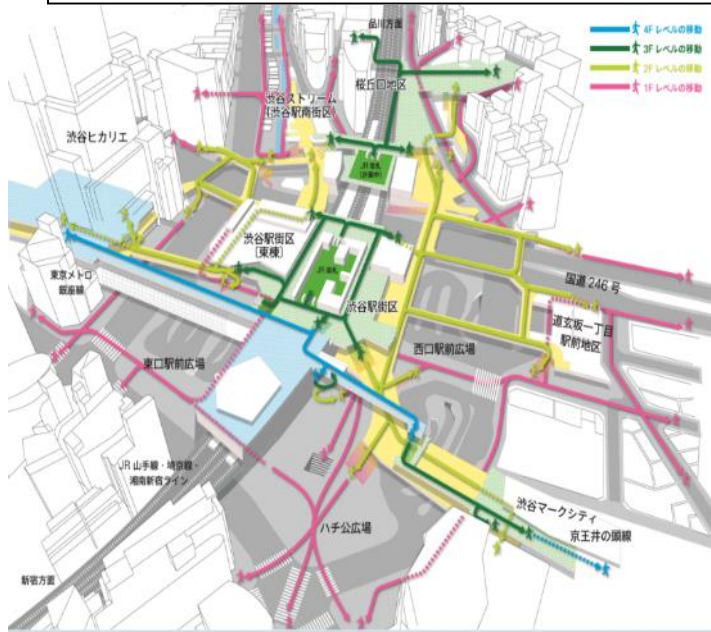 品川方面
4F レベルの移動
3F レベルの移動
2F レベルの移動
1F レベルの移動
桜丘口地区
渋谷ストリーム
(渋谷駅南街区)
渋谷ヒカリエ
JR 改札
(計画中)
渋谷駅街区
(東棟)
東京メトロ
銀座線
JR 改札
渋谷駅街区
国道 246 号
道玄坂一丁目
駅前地区
西口駅前広場
東口駅前広場
JR 山手線・埼京線・
湘南新宿ライン
ハチ公広場
渋谷マークシティ
京王井の頭線
新宿方面